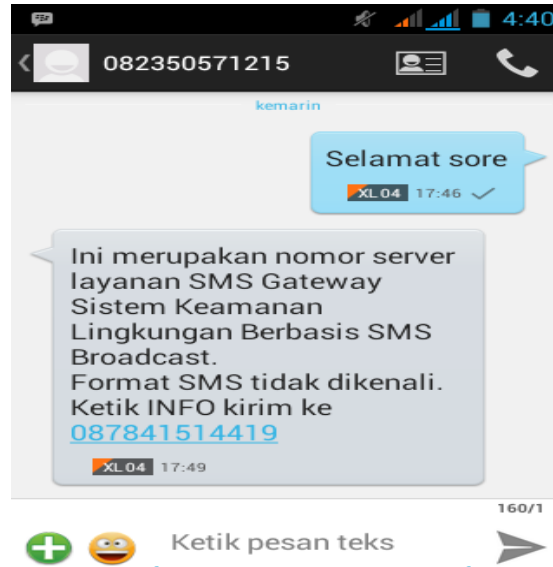 4:40
082350571215
kemarin
Selamat sore
XL 04 17:46
Ini merupakan nomor server
layanan SMS Gateway
Sistem Keamanan
Lingkungan Berbasis SMS
Broadcast.
Format SMS tidak dikenali.
Ketik INFO kirim ke
087841514419
XL 04 17:49
160/1
Ketik pesan teks